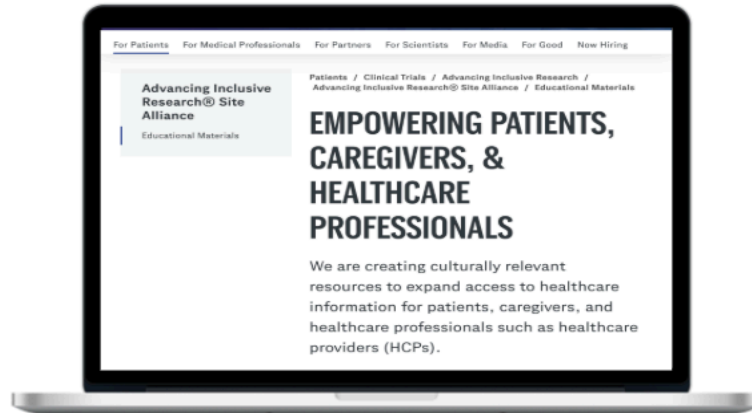 For Patients For Medical Professionals For Partners For Scientists For Media For Good Now Hiring
Advancing Inclusive
Research® Site
Alliance
Educational Materials
Patients / Clinical Trials / Advancing Inclusive Research /
Advancing Inclusive Research® Site Alliance / Educational Materials
EMPOWERING PATIENTS,
CAREGIVERS, &
HEALTHCARE
PROFESSIONALS
We are creating culturally relevant
resources to expand access to healthcare
information for patients, caregivers, and
healthcare professionals such as healthcare
providers (HCPs).